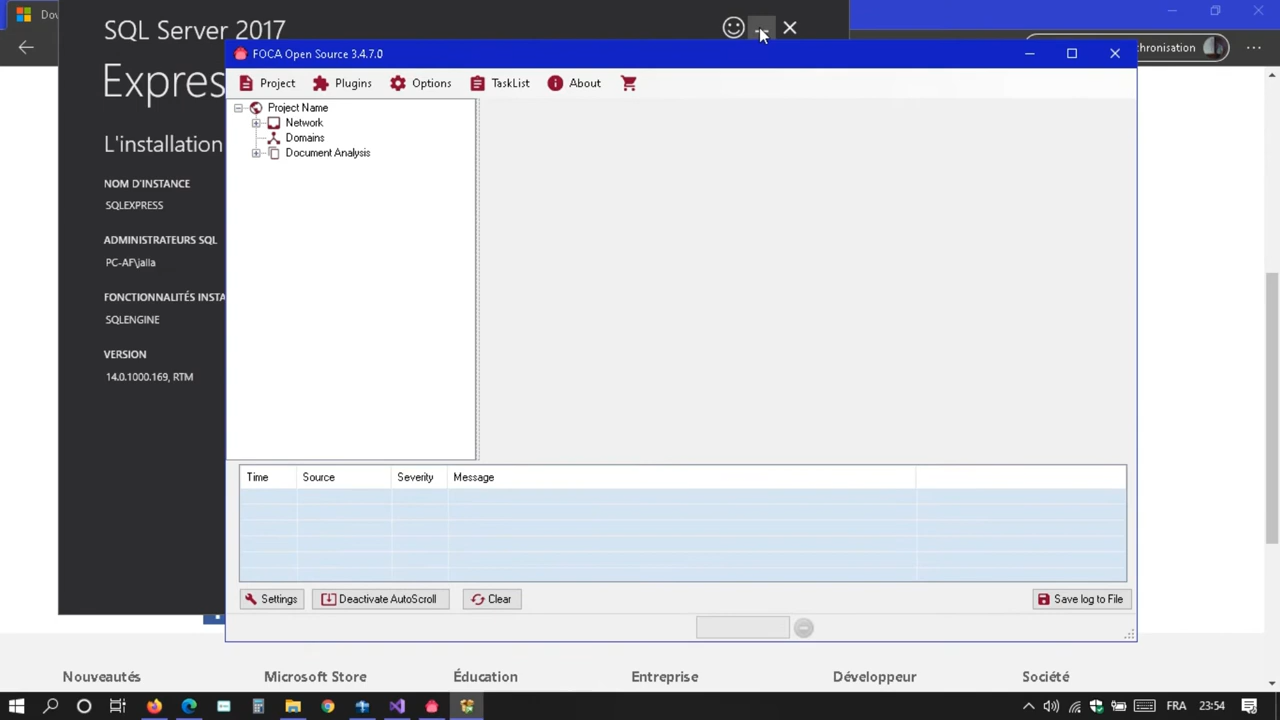 Dow
SQL Server 2017
Expres
L'installation
NOM D'INSTANCE
SQLEXPRESS
ADMINISTRATEURS SQL
PC-AF\jalla
FONCTIONNALITÉS INSTA
SQLENGINE
VERSION
14.0.1000.169, RTM
chronisation
FOCA Open Source 3.4.7.0
Project Plugins Options TaskList About
Project Name
Network
Domains
Document Analysis
Time Source Severity Message
Settings Deactivate AutoScroll Clear Save log to File
Nouveautés Microsoft Store Éducation Entreprise Développeur Société
FRA 23:54